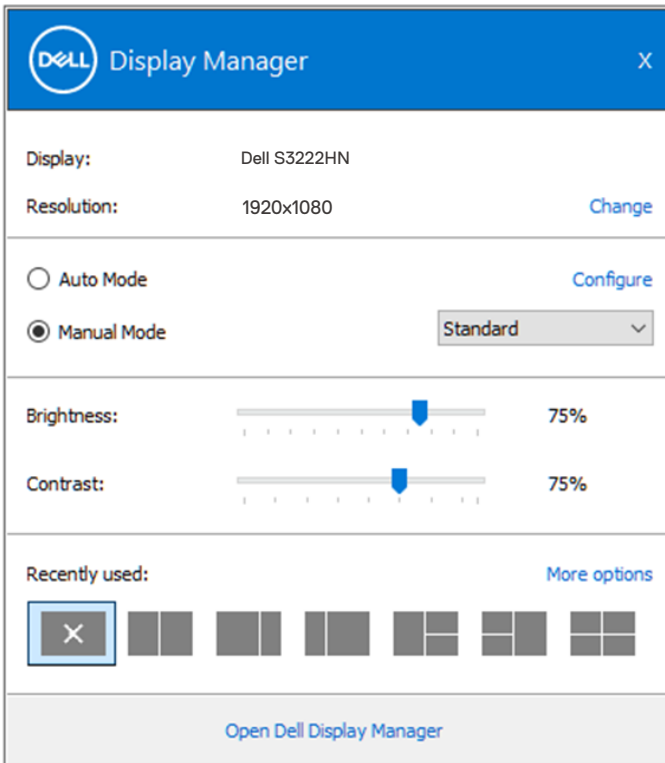 DELL Display Manager X
Display: Dell S3222HN
Resolution: 1920x1080 Change
Auto Mode Configure
Manual Mode Standard
Brightness: 75%
Contrast: 75%
Recently used: More options
Open Dell Display Manager